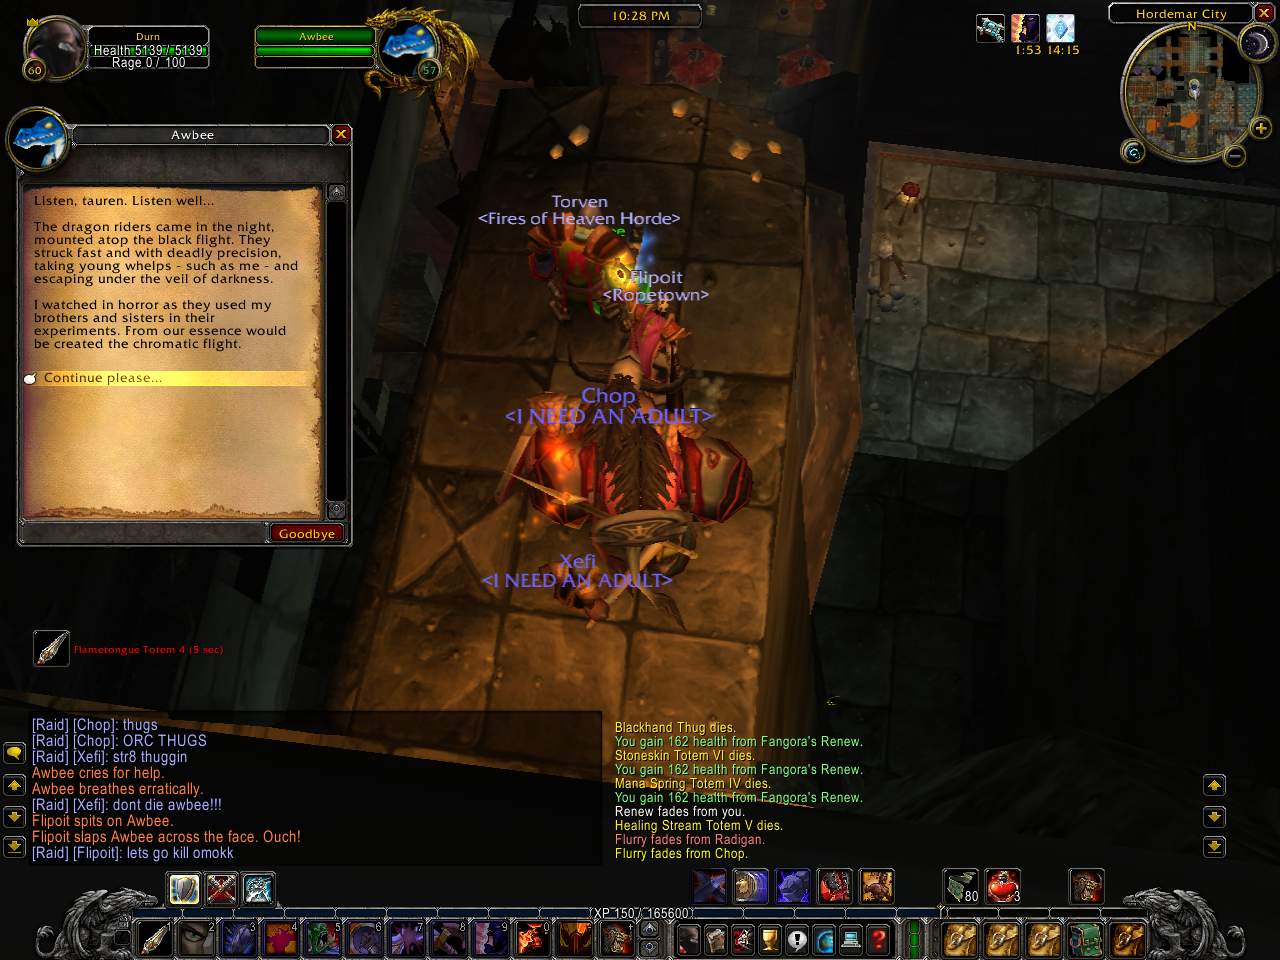 10:28 PM
Hordemar City
N
Durn
Health 5139 / 5139
Rage 0 / 100
60
Awbee
57
1:53 14:15
Awbee
Listen, tauren. Listen well...
The dragon riders came in the night,
mounted atop the black flight. They
struck fast and with deadly precision,
taking young whelps - such as me - and
escaping under the veil of darkness.
I watched in horror as they used my
brothers and sisters in their
experiments. From our essence would
be created the chromatic flight.
Continue please...
Goodbye
Torven
<Fires of Heaven Horde>
Flipoit
<Ropetown>
Chop
<I NEED AN ADULT>
Xefi
<I NEED AN ADULT>
Flametongue Totem 4 (5 sec)
[Raid] [Chop]: thugs
[Raid] [Chop]: ORC THUGS
[Raid] [Xefi]: str8 thuggin
Awbee cries for help.
Awbee breathes erratically.
[Raid] [Xefi]: dont die awbee!!!
Flipoit spits on Awbee.
Flipoit slaps Awbee across the face. Ouch!
[Raid] [Flipoit]: lets go kill omokk
Blackhand Thug dies.
You gain 162 health from Fangora's Renew.
Stoneskin Totem VI dies.
You gain 162 health from Fangora's Renew.
Mana Spring Totem IV dies.
You gain 162 health from Fangora's Renew.
Renew fades from you.
Healing Stream Totem V dies.
Flurry fades from Radigan.
Flurry fades from Chop.
80 3
XP 150 / 165600
2 3 4 5 6 7 8 9 0